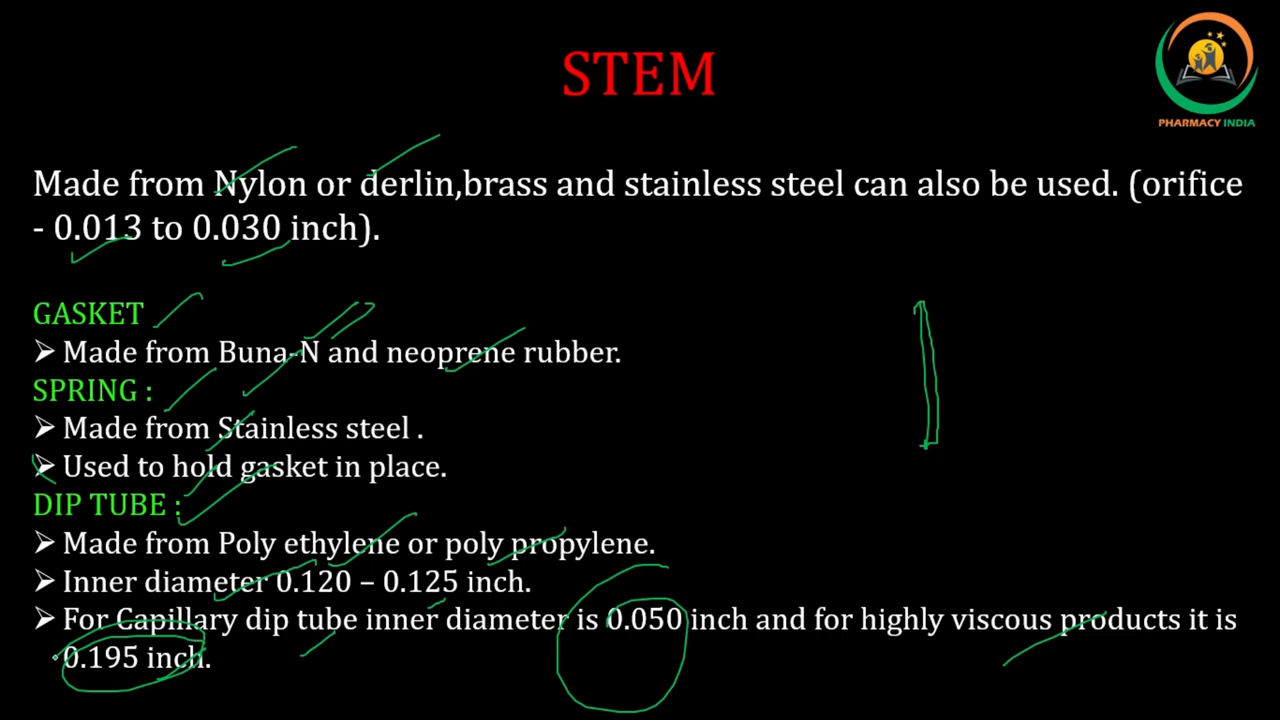 STEM
PHARMACY INDIA
Made from Nylon or derlin,brass and stainless steel can also be used. (orifice
- 0.013 to 0.030 inch).
GASKET
➢ Made from Buna-N and neoprene rubber.
SPRING :
➢ Made from Stainless steel .
➢ Used to hold gasket in place.
DIP TUBE :
➢ Made from Poly ethylene or poly propylene.
➢ Inner diameter 0.120 – 0.125 inch.
➢ For Capillary dip tube inner diameter is 0.050 inch and for highly viscous products it is
0.195 inch.